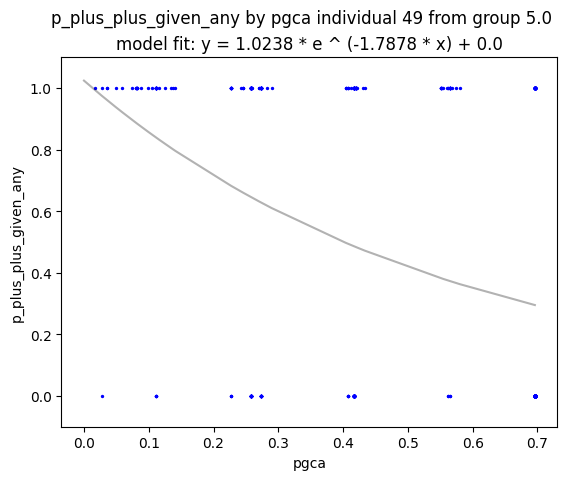 p_plus_plus_given_any by pgca individual 49 from group 5.0
model fit: y = 1.0238 * e ^ (-1.7878 * x) + 0.0
1.0
0.8
0.6
0.4
0.2
0.0
p_plus_plus_given_any
0.0 0.1 0.2 0.3 0.4 0.5 0.6 0.7
pgca